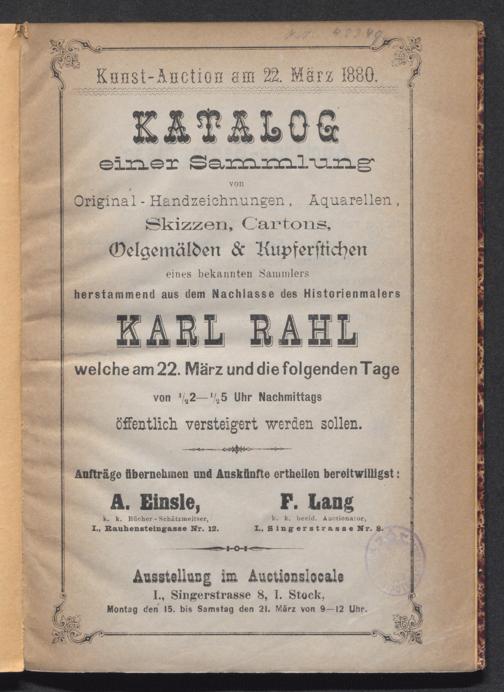 Kunst-Auction am 22. März 1880.
KATALOG
einer Sammlung
von
Original-Handzeichnungen, Aquarellen,
Skizzen, Cartons,
Oelgemälden & Kupferstichen
eines bekannten Sammlers
herstammend aus dem Nachlasse des Historienmalers
KARL RAHL
welche am 22. März und die folgenden Tage
von 1/2 2—1/2 5 Uhr Nachmittags
öffentlich versteigert werden sollen.
Aufträge übernehmen und Auskünfte ertheilen bereitwilligst:
A. Einsle, F. Lang
k. k. Bücher-Schätzmeister, k. k. beeid. Auctionator,
I., Rauhensteingasse Nr. 12. I., Singerstrasse Nr. 8.
Ausstellung im Auctionslocale
I., Singerstrasse 8, I. Stock,
Montag den 15. bis Samstag den 21. März von 9—12 Uhr.